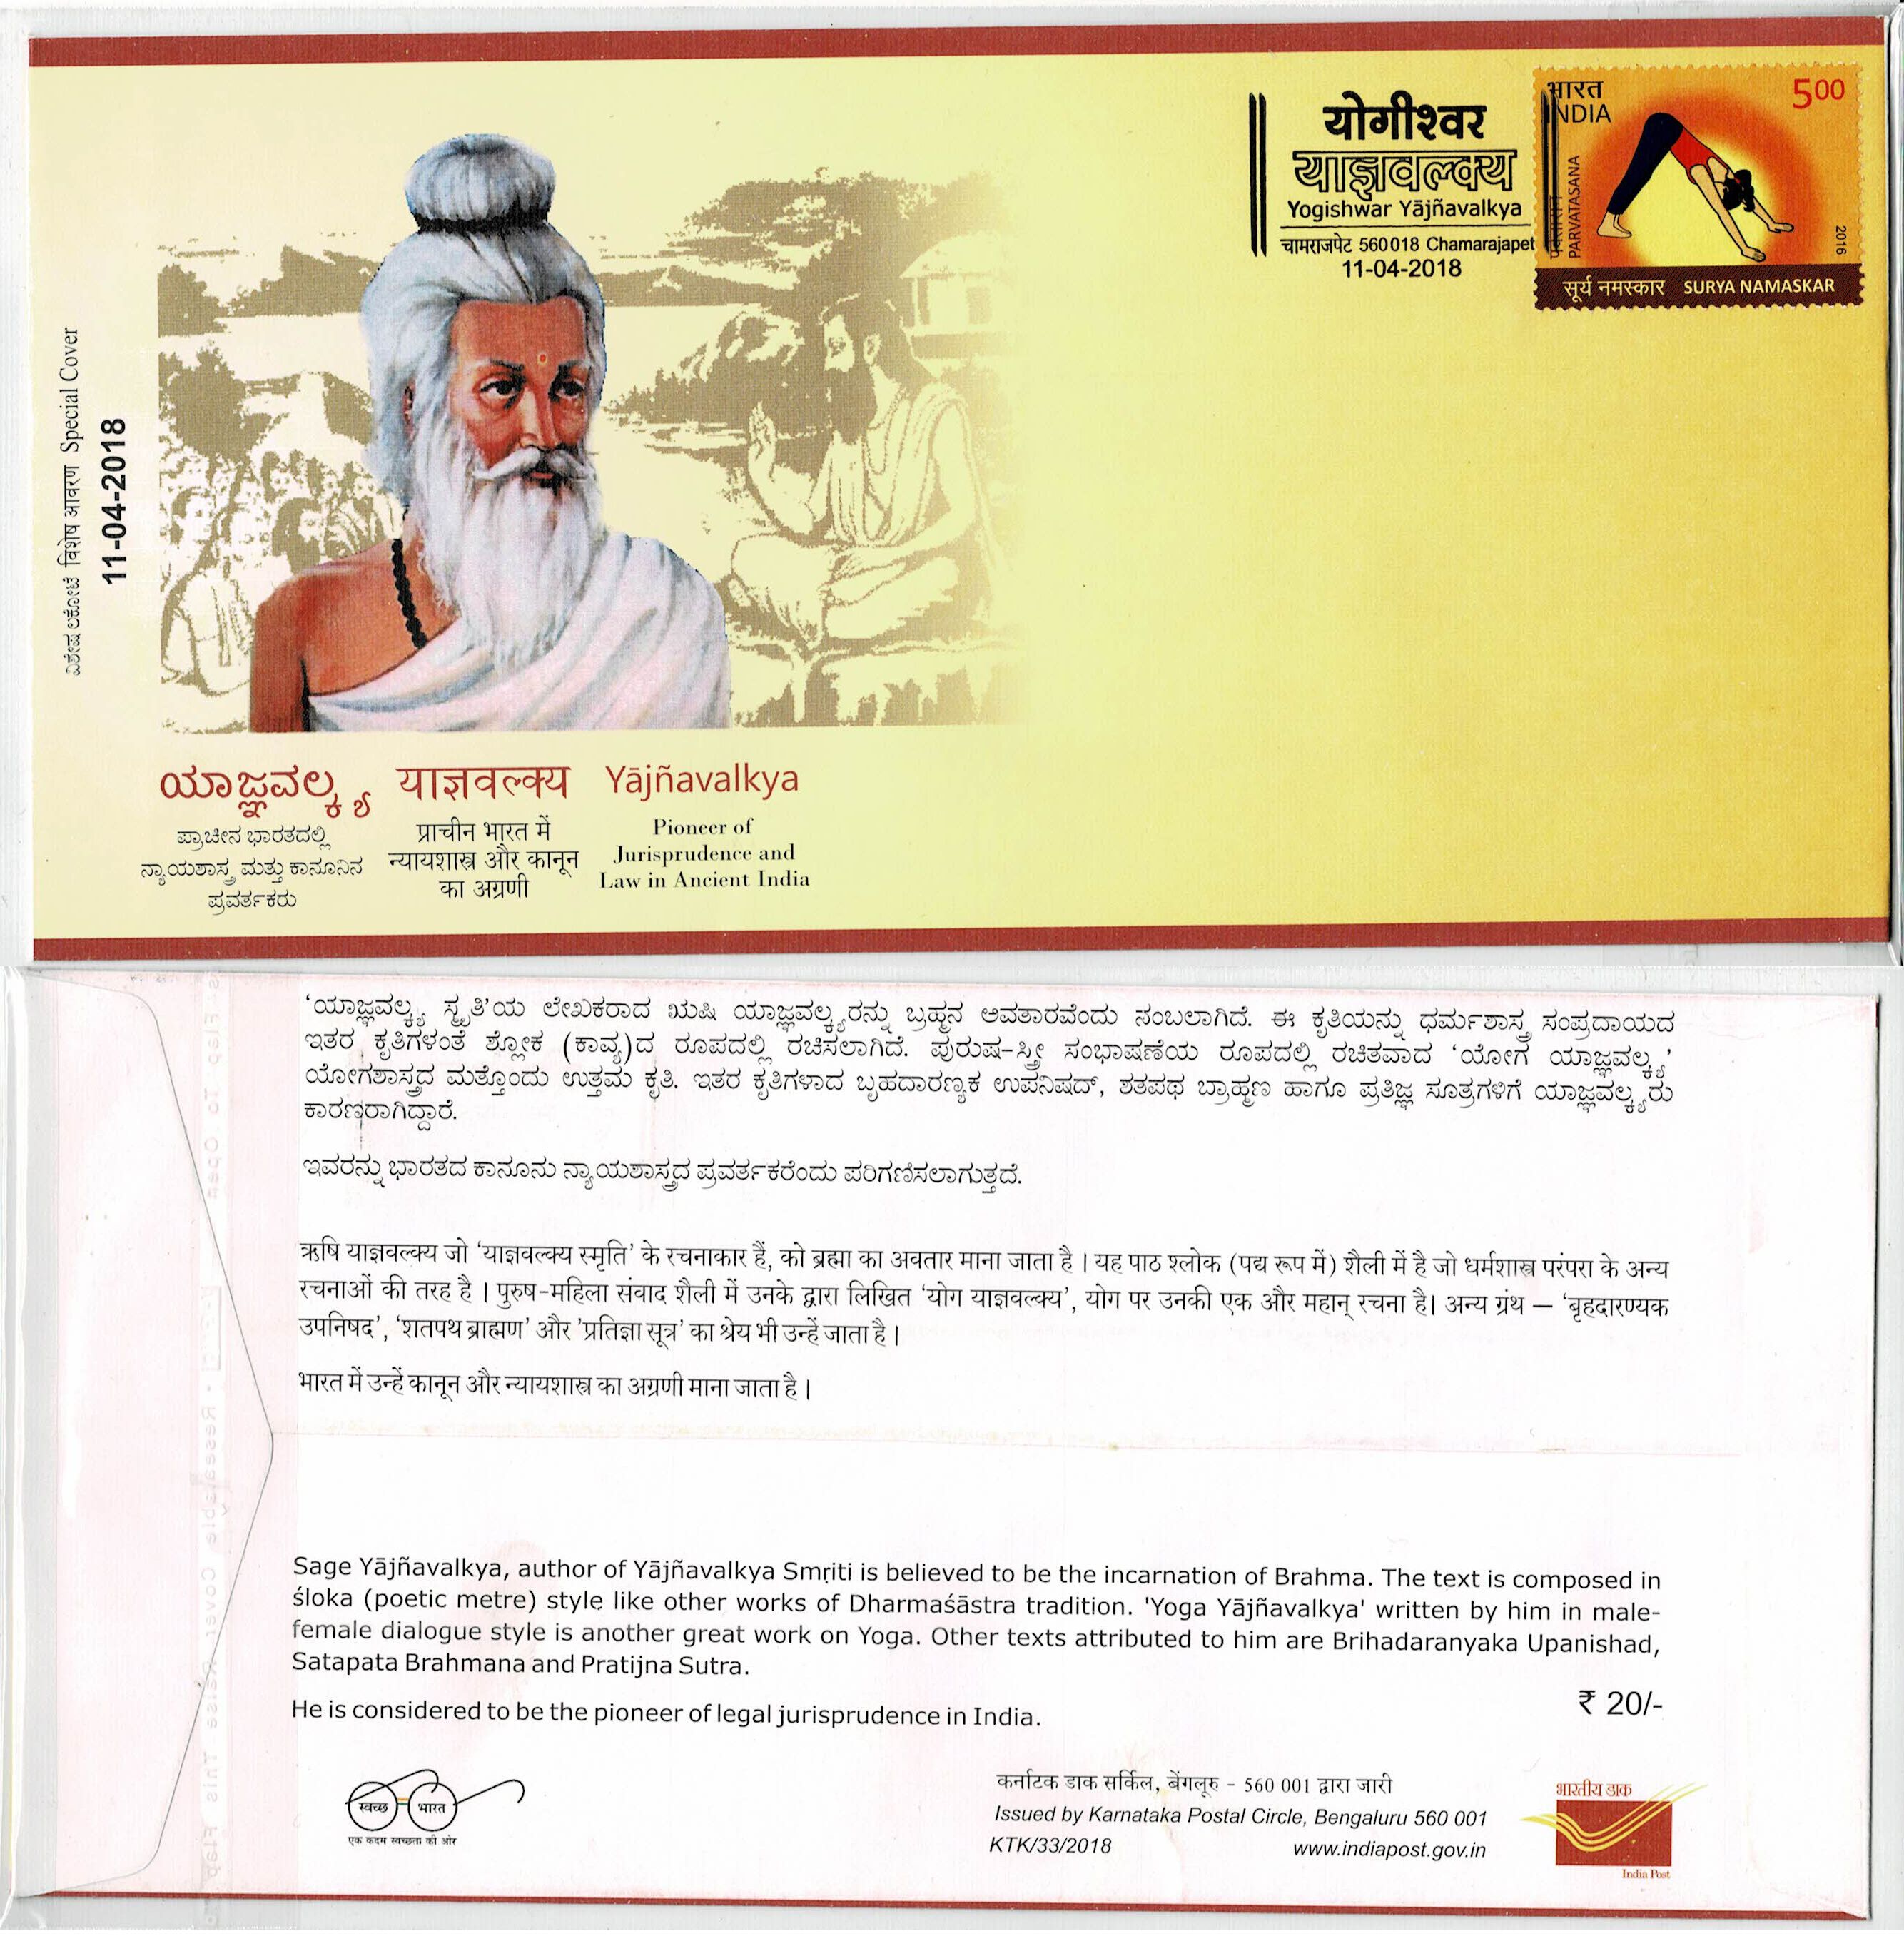 ವಿಶೇಷ ಲಕೋಟೆ विशेष आवरण Special Cover
11-04-2018
योगीश्वर
याज्ञवल्क्य
Yogishwar Yājñavalkya
चामराजपेट 560018 Chamarajapet
11-04-2018
भारत
INDIA
500
PARVATASANA
2016
सूर्य नमस्कार SURYA NAMASKAR
ಯಾಜ್ಞವಲ್ಕ್ಯ याज्ञवल्क्य Yājñavalkya
ಪ್ರಾಚೀನ ಭಾರತದಲ್ಲಿ
ನ್ಯಾಯಶಾಸ್ತ್ರ ಮತ್ತು ಕಾನೂನಿನ
ಪ್ರವರ್ತಕರು
प्राचीन भारत में
न्यायशास्त्र और कानून
का अग्रणी
Pioneer of
Jurisprudence and
Law in Ancient India
‘ಯಾಜ್ಞವಲ್ಕ್ಯ ಸ್ಮೃತಿ’ಯ ಲೇಖಕರಾದ ಋಷಿ ಯಾಜ್ಞವಲ್ಕ್ಯರನ್ನು ಬ್ರಹ್ಮನ ಅವತಾರವೆಂದು ನಂಬಲಾಗಿದೆ. ಈ ಕೃತಿಯನ್ನು ಧರ್ಮಶಾಸ್ತ್ರ ಸಂಪ್ರದಾಯದ
ಇತರ ಕೃತಿಗಳಂತೆ ಶ್ಲೋಕ (ಕಾವ್ಯ)ದ ರೂಪದಲ್ಲಿ ರಚಿಸಲಾಗಿದೆ. ಪುರುಷ-ಸ್ತ್ರೀ ಸಂಭಾಷಣೆಯ ರೂಪದಲ್ಲಿ ರಚಿತವಾದ ‘ಯೋಗ ಯಾಜ್ಞವಲ್ಕ್ಯ’
ಯೋಗಶಾಸ್ತ್ರದ ಮತ್ತೊಂದು ಉತ್ತಮ ಕೃತಿ. ಇತರ ಕೃತಿಗಳಾದ ಬೃಹದಾರಣ್ಯಕ ಉಪನಿಷದ್, ಶತಪಥ ಬ್ರಾಹ್ಮಣ ಹಾಗೂ ಪ್ರತಿಜ್ಞ ಸೂತ್ರಗಳಿಗೆ ಯಾಜ್ಞವಲ್ಕ್ಯರು
ಕಾರಣರಾಗಿದ್ದಾರೆ.
ಇವರನ್ನು ಭಾರತದ ಕಾನೂನು ನ್ಯಾಯಶಾಸ್ತ್ರದ ಪ್ರವರ್ತಕರೆಂದು ಪರಿಗಣಿಸಲಾಗುತ್ತದೆ.
ऋषि याज्ञवल्क्य जो ‘याज्ञवल्क्य स्मृति’ के रचनाकार हैं, को ब्रह्मा का अवतार माना जाता है । यह पाठ श्लोक (पद्य रूप में) शैली में है जो धर्मशास्त्र परंपरा के अन्य
रचनाओं की तरह है । पुरुष-महिला संवाद शैली में उनके द्वारा लिखित ‘योग याज्ञवल्क्य’, योग पर उनकी एक और महान् रचना है। अन्य ग्रंथ – ‘बृहदारण्यक
उपनिषद’, ‘शतपथ ब्राह्मण’ और ’प्रतिज्ञा सूत्र’ का श्रेय भी उन्हें जाता है ।
भारत में उन्हें कानून और न्यायशास्त्र का अग्रणी माना जाता है ।
Sage Yājñavalkya, author of Yājñavalkya Smṛiti is believed to be the incarnation of Brahma. The text is composed in
śloka (poetic metre) style like other works of Dharmaśāstra tradition. 'Yoga Yājñavalkya' written by him in male-
female dialogue style is another great work on Yoga. Other texts attributed to him are Brihadaranyaka Upanishad,
Satapata Brahmana and Pratijna Sutra.
He is considered to be the pioneer of legal jurisprudence in India.
₹ 20/-
स्वच्छ भारत
एक कदम स्वच्छता की ओर
कर्नाटक डाक सर्किल, बेंगलूरु - 560 001 द्वारा जारी
Issued by Karnataka Postal Circle, Bengaluru 560 001
KTK/33/2018 www.indiapost.gov.in
भारतीय डाक
India Post